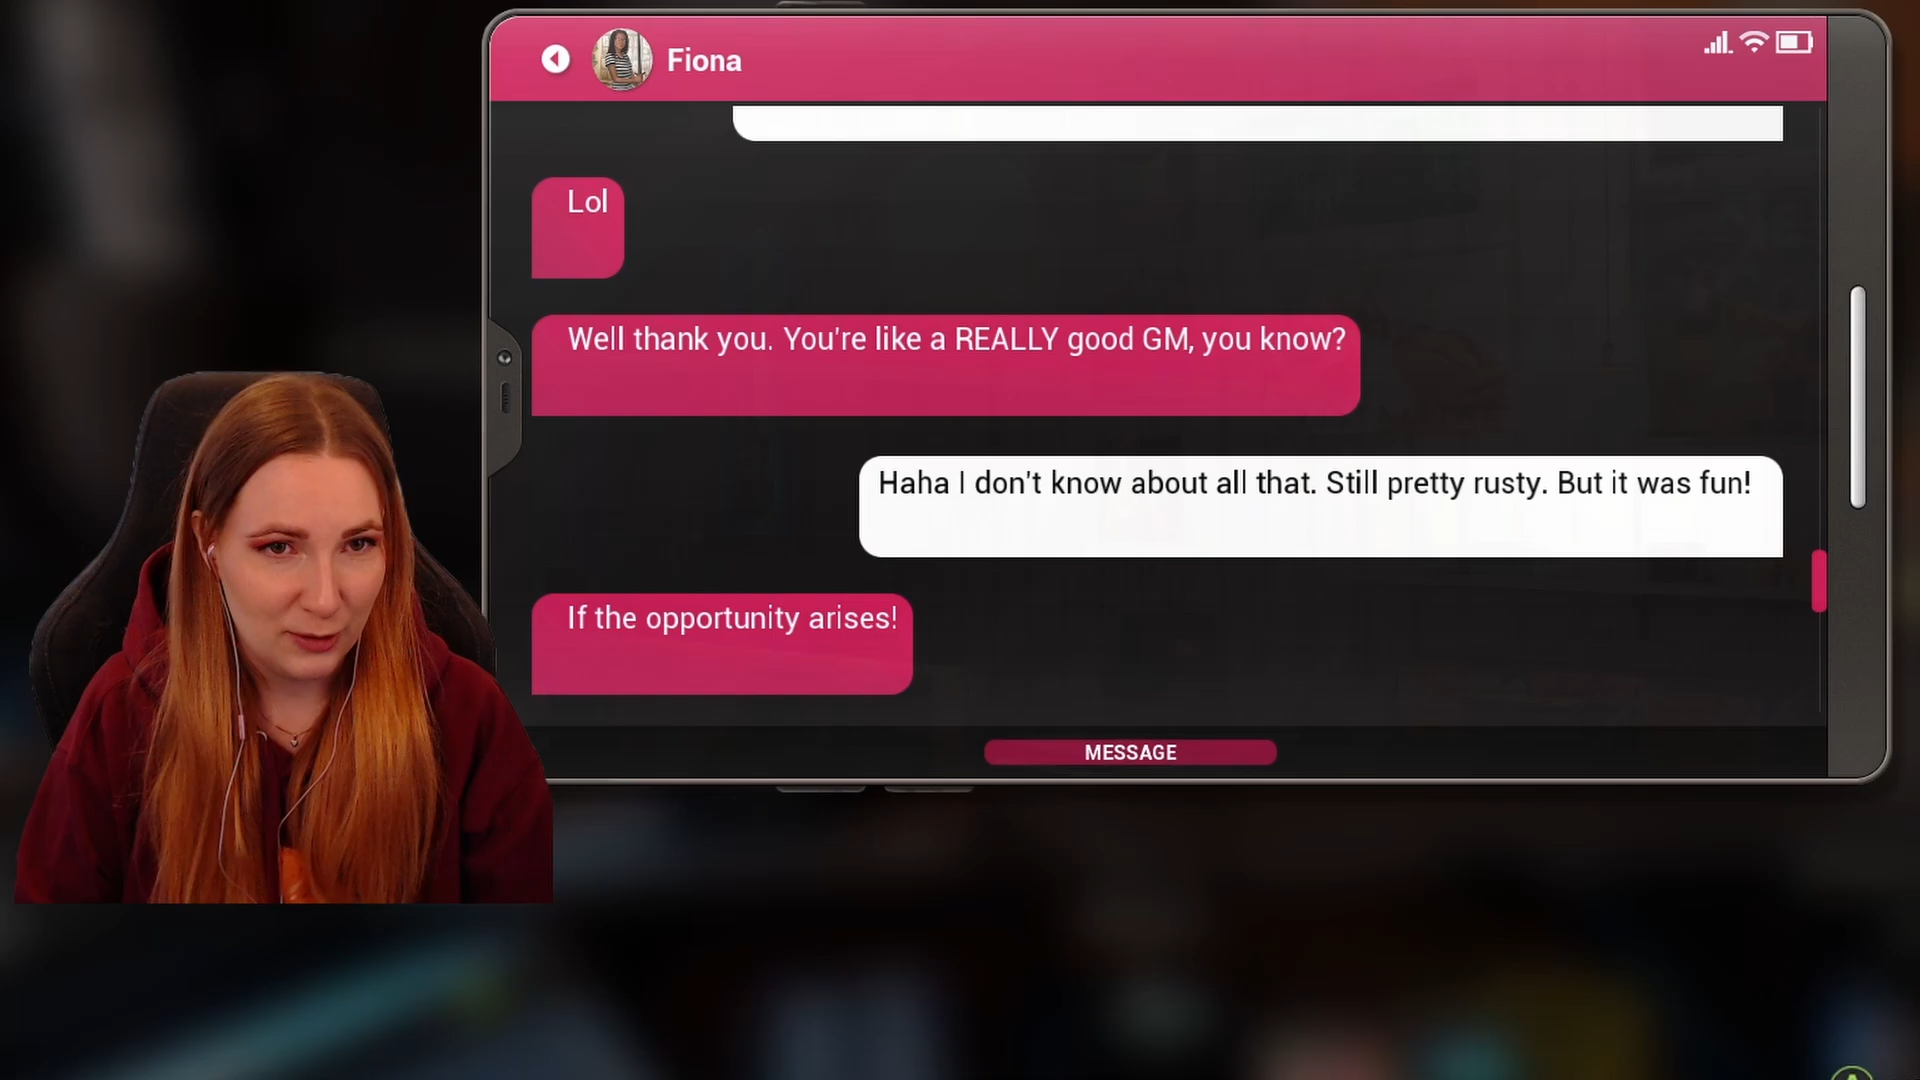 Fiona
Lol
Well thank you. You're like a REALLY good GM, you know?
Haha I don't know about all that. Still pretty rusty. But it was fun!
If the opportunity arises!
MESSAGE